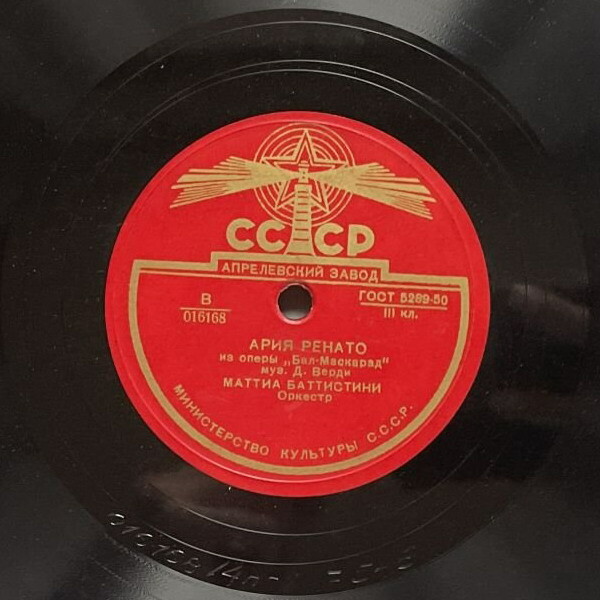 СССР
АПРЕЛЕВСКИЙ ЗАВОД
В
016168
ГОСТ 5289-50
III кл.
АРИЯ РЕНАТО
из оперы „Бал-Маскарад"
муз. Д. Верди
МАТТИА БАТТИСТИНИ
Оркестр
МИНИСТЕРСТВО КУЛЬТУРЫ С.С.С.Р.
016168